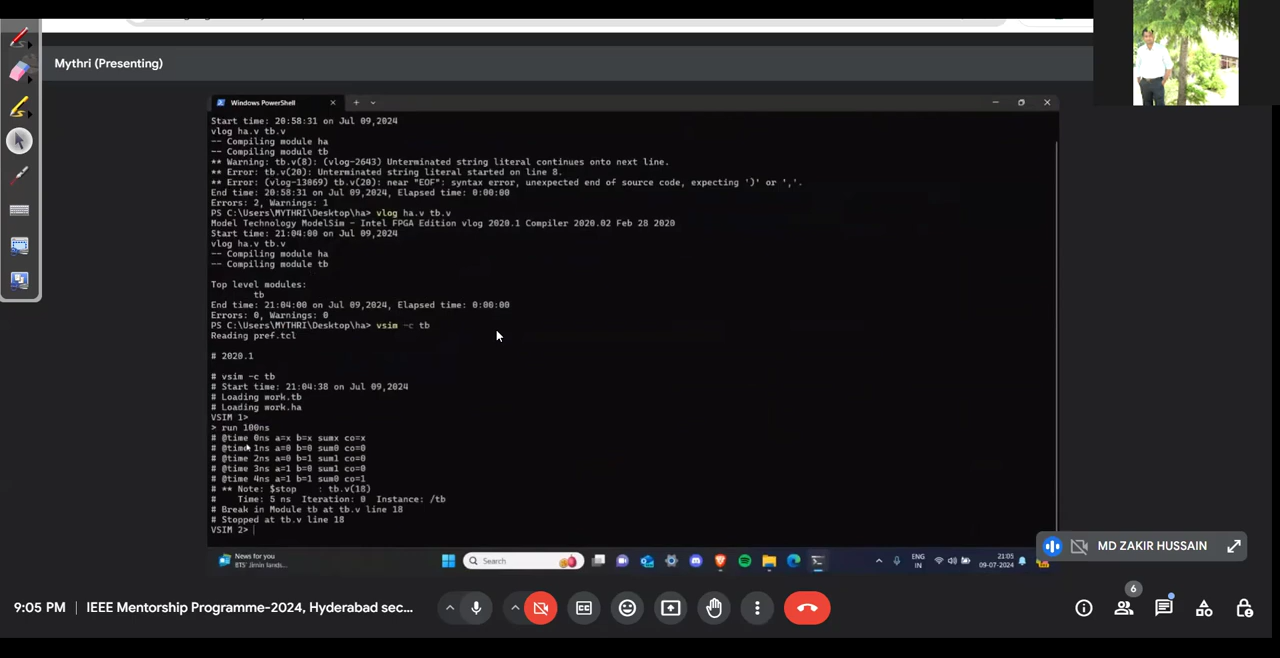 Mythri (Presenting)
Windows PowerShell
Start time: 20:58:31 on Jul 09,2024
vlog ha.v tb.v
-- Compiling module ha
-- Compiling module tb
** Warning: tb.v(8): (vlog-2643) Unterminated string literal continues onto next line.
** Error: tb.v(20): Unterminated string literal started on line 8.
** Error: (vlog-13069) tb.v(20): near "EOF": syntax error, unexpected end of source code, expecting ')' or ','.
End time: 20:58:31 on Jul 09,2024, Elapsed time: 0:00:00
Errors: 2, Warnings: 1
PS C:\Users\MYTHRI\Desktop\ha> vlog ha.v tb.v
Model Technology ModelSim - Intel FPGA Edition vlog 2020.1 Compiler 2020.02 Feb 28 2020
Start time: 21:04:00 on Jul 09,2024
vlog ha.v tb.v
-- Compiling module ha
-- Compiling module tb
Top level modules:
tb
End time: 21:04:00 on Jul 09,2024, Elapsed time: 0:00:00
Errors: 0, Warnings: 0
PS C:\Users\MYTHRI\Desktop\ha> vsim -c tb
Reading pref.tcl
# 2020.1
# vsim -c tb
# Start time: 21:04:38 on Jul 09,2024
# Loading work.tb
# Loading work.ha
VSIM 1>
> run 100ns
# @time 0ns a=x b=x sumx co=x
# @time 1ns a=0 b=0 sum0 co=0
# @time 2ns a=0 b=1 sum1 co=0
# @time 3ns a=1 b=0 sum1 co=0
# @time 4ns a=1 b=1 sum0 co=1
# ** Note: $stop : tb.v(18)
# Time: 5 ns Iteration: 0 Instance: /tb
# Break in Module tb at tb.v line 18
# Stopped at tb.v line 18
VSIM 2>
News for you
BTS' Jimin lands...
Search
ENG
IN
21:05
09-07-2024
MD ZAKIR HUSSAIN
9:05 PM | IEEE Mentorship Programme-2024, Hyderabad sec...
6